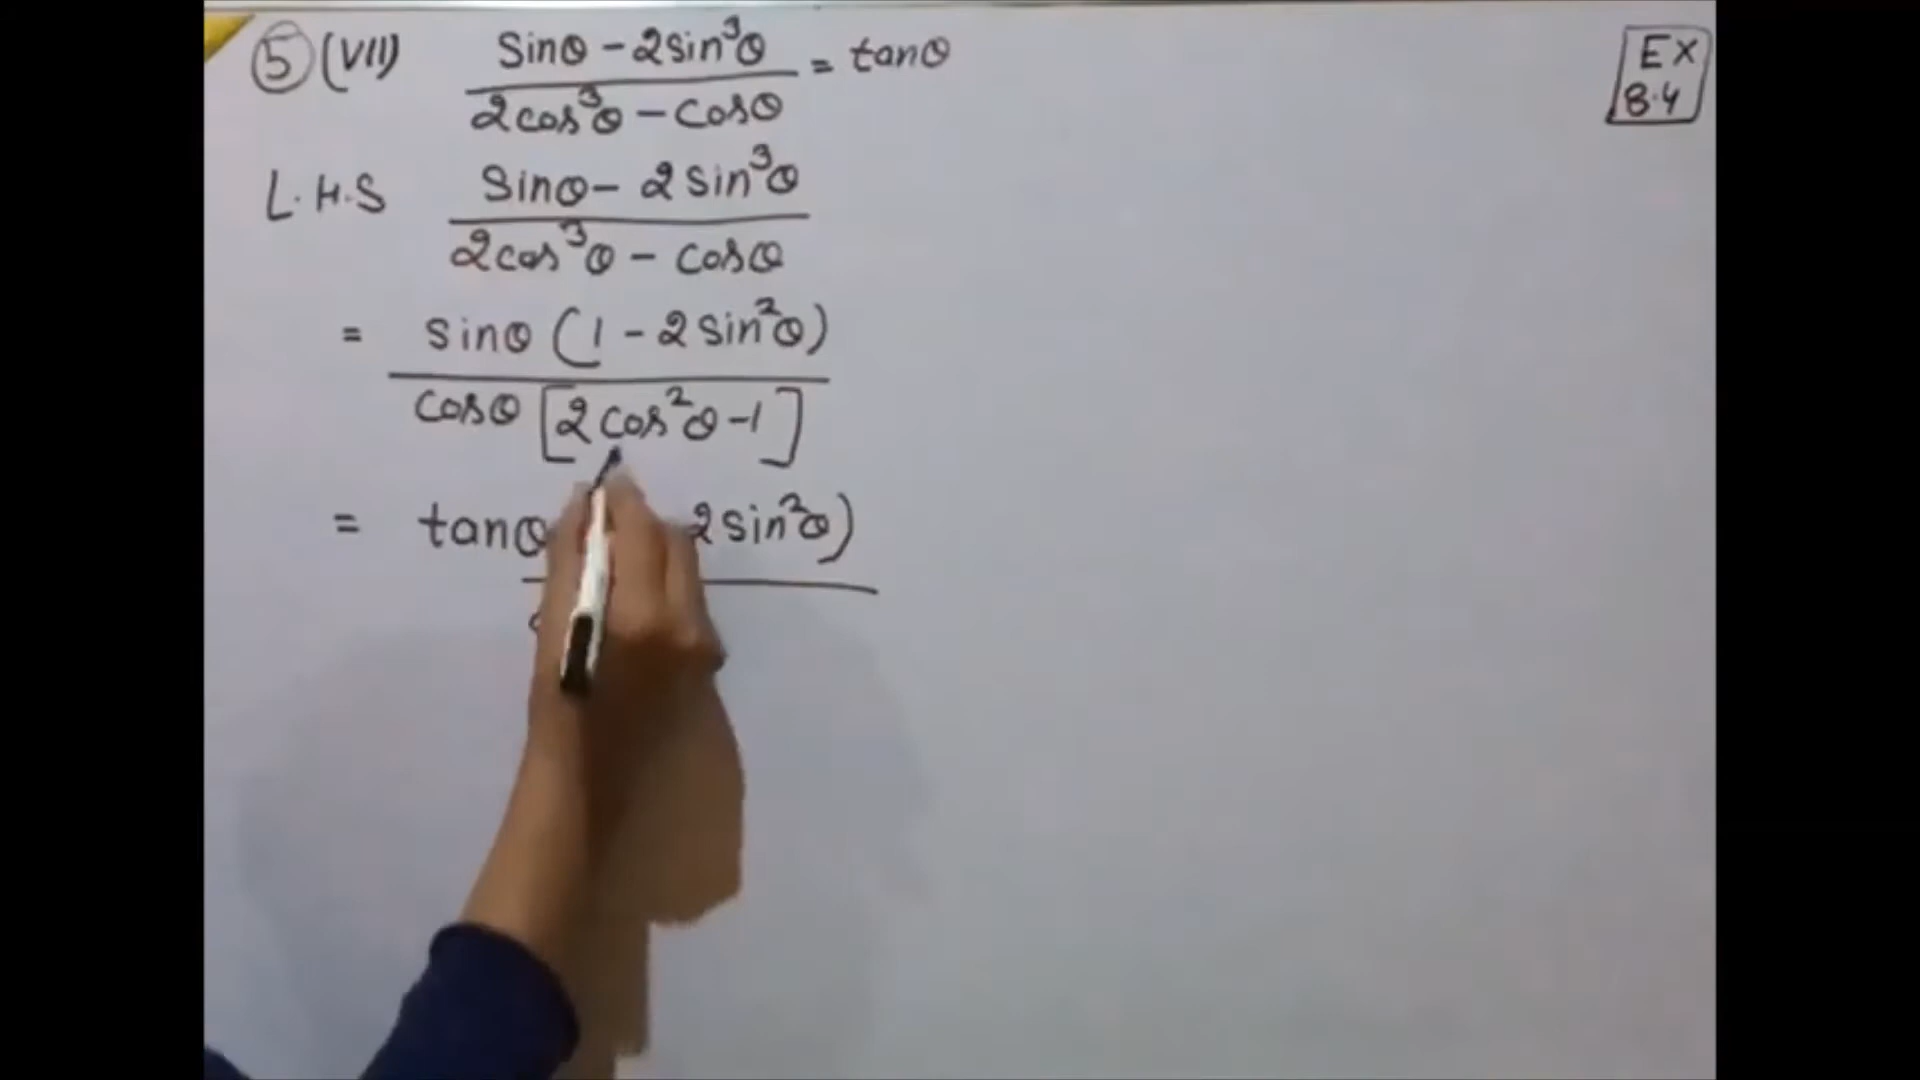 5 (VII) sinθ - 2sin³θ / 2cos³θ - cosθ = tanθ
EX
8.4
L.H.S sinθ - 2sin³θ / 2cos³θ - cosθ
= sinθ (1 - 2sin²θ) / cosθ [2cos²θ - 1]
= tanθ 2sin²θ)